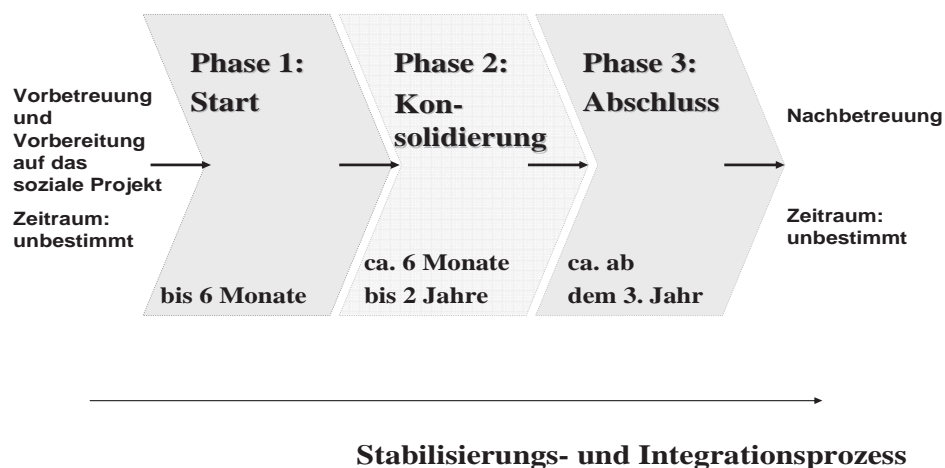 Vorbetreuung
und
Vorbereitung
auf das
soziale Projekt
Zeitraum:
unbestimmt
Phase 1:
Start
bis 6 Monate
Phase 2:
Kon-
solidierung
ca. 6 Monate
bis 2 Jahre
Phase 3:
Abschluss
ca. ab
dem 3. Jahr
Nachbetreuung
Zeitraum:
unbestimmt
Stabilisierungs- und Integrationsprozess